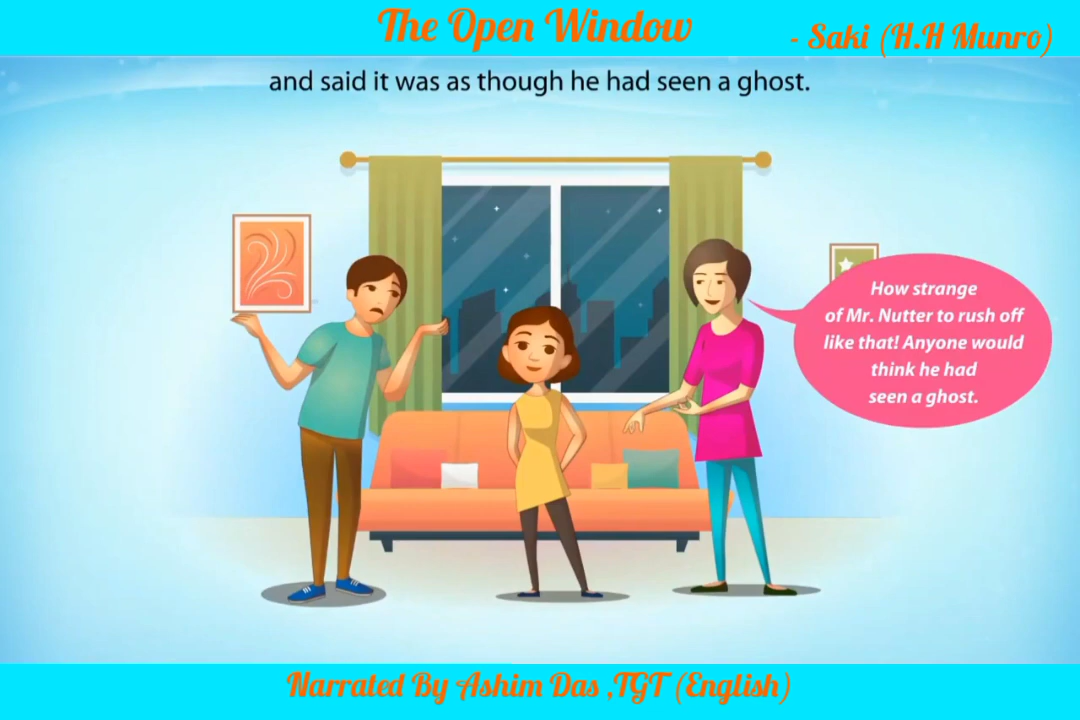 The Open Window
- Saki (H.H Munro)
and said it was as though he had seen a ghost.
How strange
of Mr. Nutter to rush off
like that! Anyone would
think he had
seen a ghost.
Narrated By Ashim Das ,TGT (English)